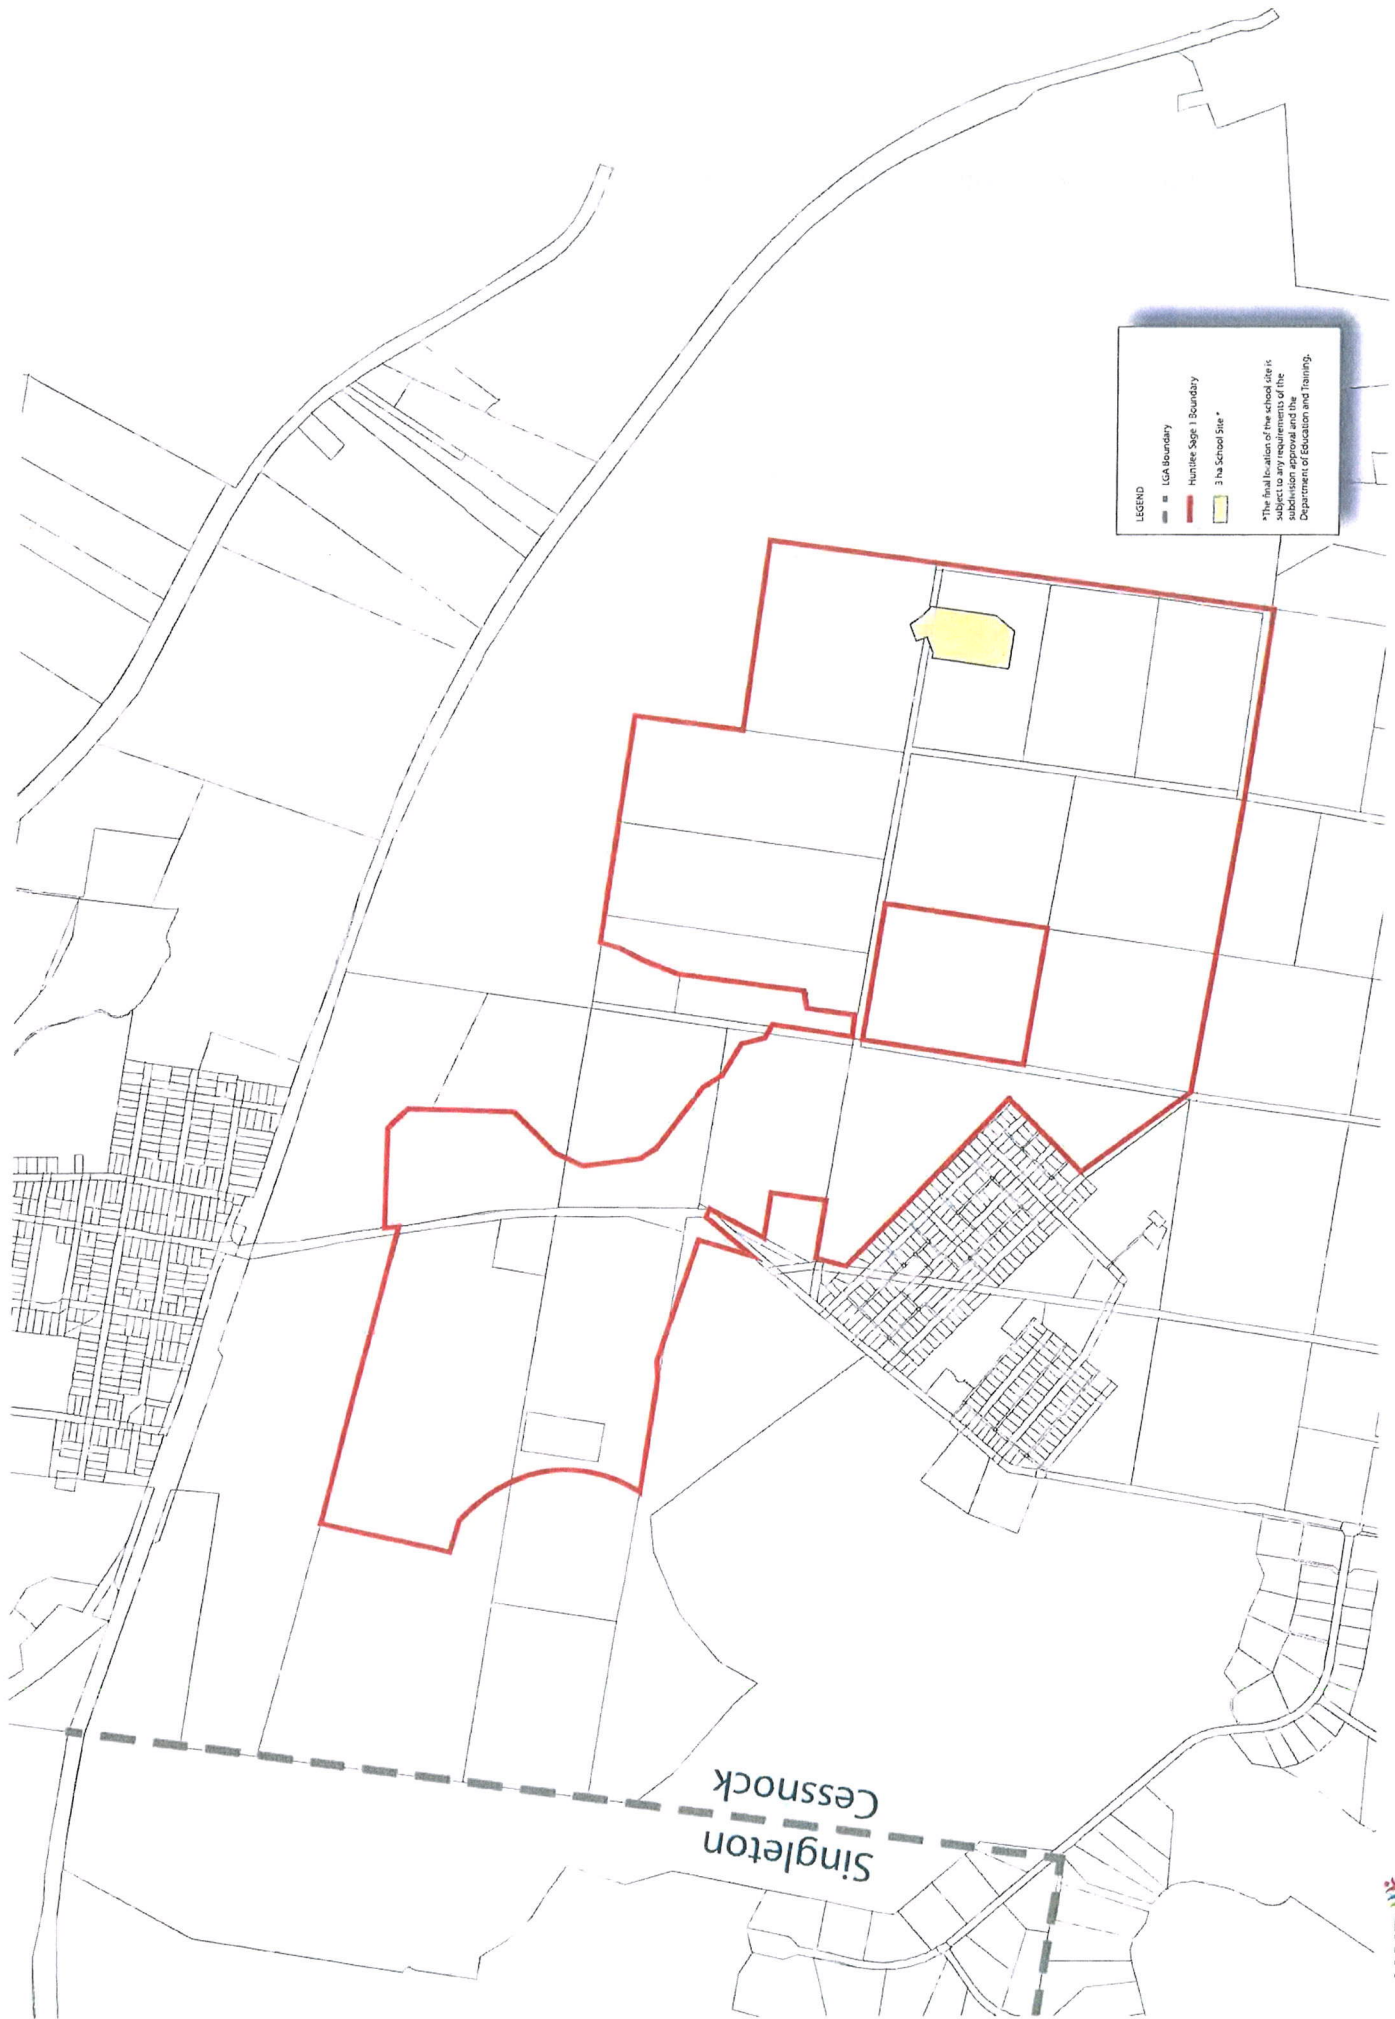 LEGEND
LGA Boundary
Huntlee Sage 1 Boundary
3 ha School Site *
*The final location of the school site is
subject to any requirements of the
subdivision approval and the
Department of Education and Training.
Singleton
Cessnock